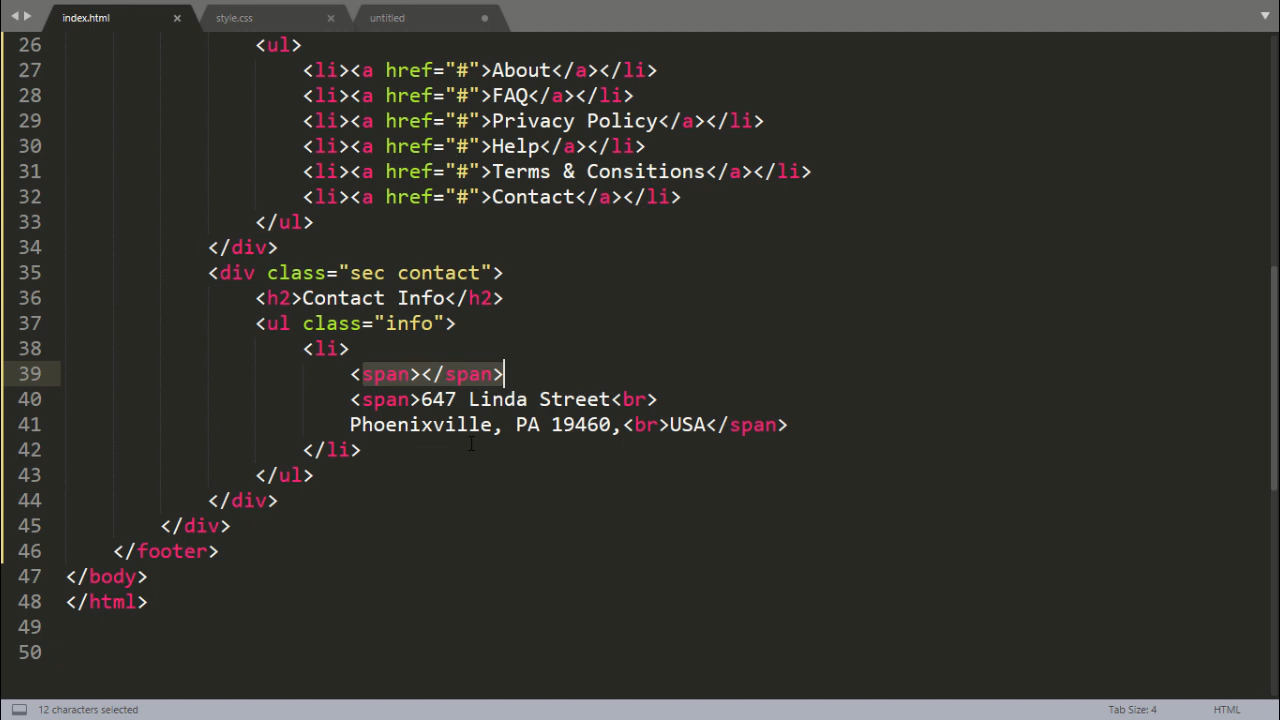 index.html × style.css × untitled
26 <ul>
27 <li><a href="#">About</a></li>
28 <li><a href="#">FAQ</a></li>
29 <li><a href="#">Privacy Policy</a></li>
30 <li><a href="#">Help</a></li>
31 <li><a href="#">Terms & Consitions</a></li>
32 <li><a href="#">Contact</a></li>
33 </ul>
34 </div>
35 <div class="sec contact">
36 <h2>Contact Info</h2>
37 <ul class="info">
38 <li>
39 <span></span>
40 <span>647 Linda Street<br>
41 Phoenixville, PA 19460,<br>USA</span>
42 </li>
43 </ul>
44 </div>
45 </div>
46 </footer>
47 </body>
48 </html>
49
50
12 characters selected Tab Size: 4 HTML